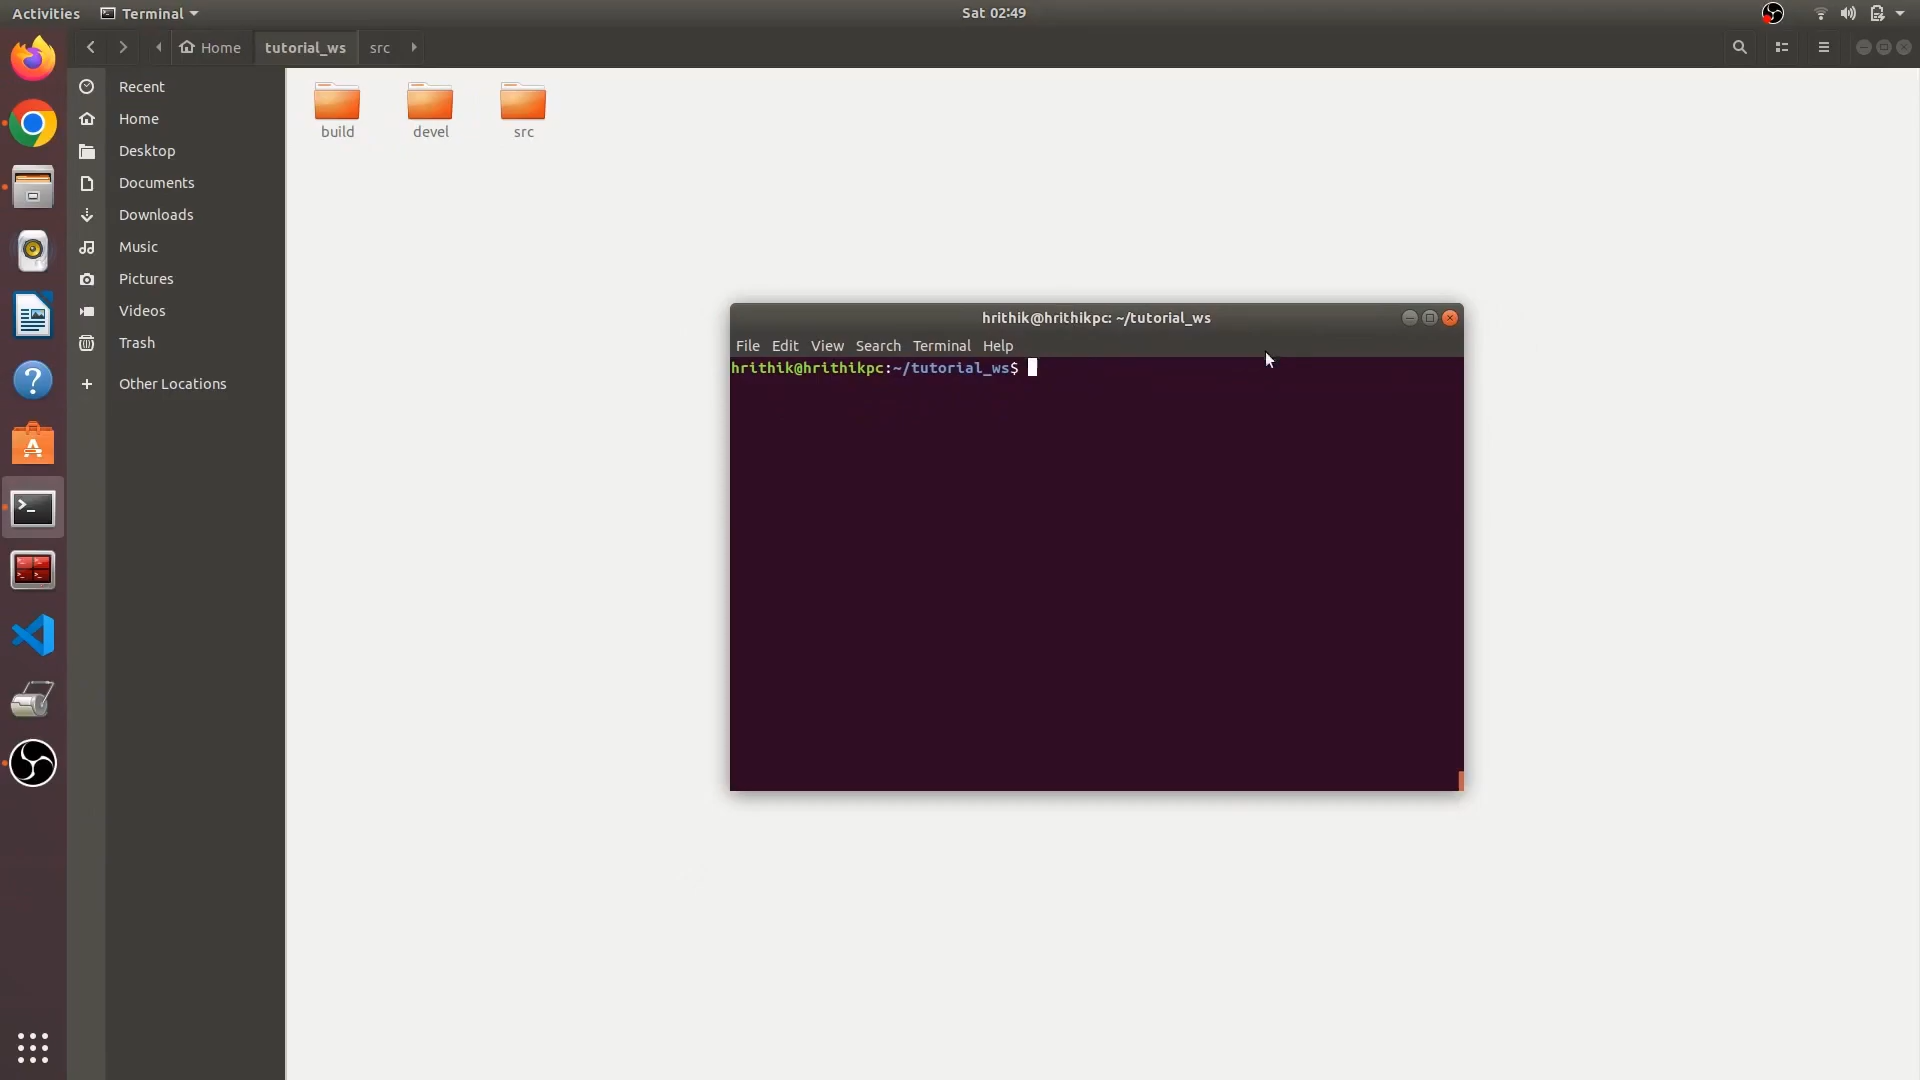 Activities Terminal Sat 02:49
Home tutorial_ws src
Recent
Home
Desktop
Documents
Downloads
Music
Pictures
Videos
Trash
Other Locations
build devel src
hrithik@hrithikpc: ~/tutorial_ws
File Edit View Search Terminal Help
hrithik@hrithikpc:~/tutorial_ws$